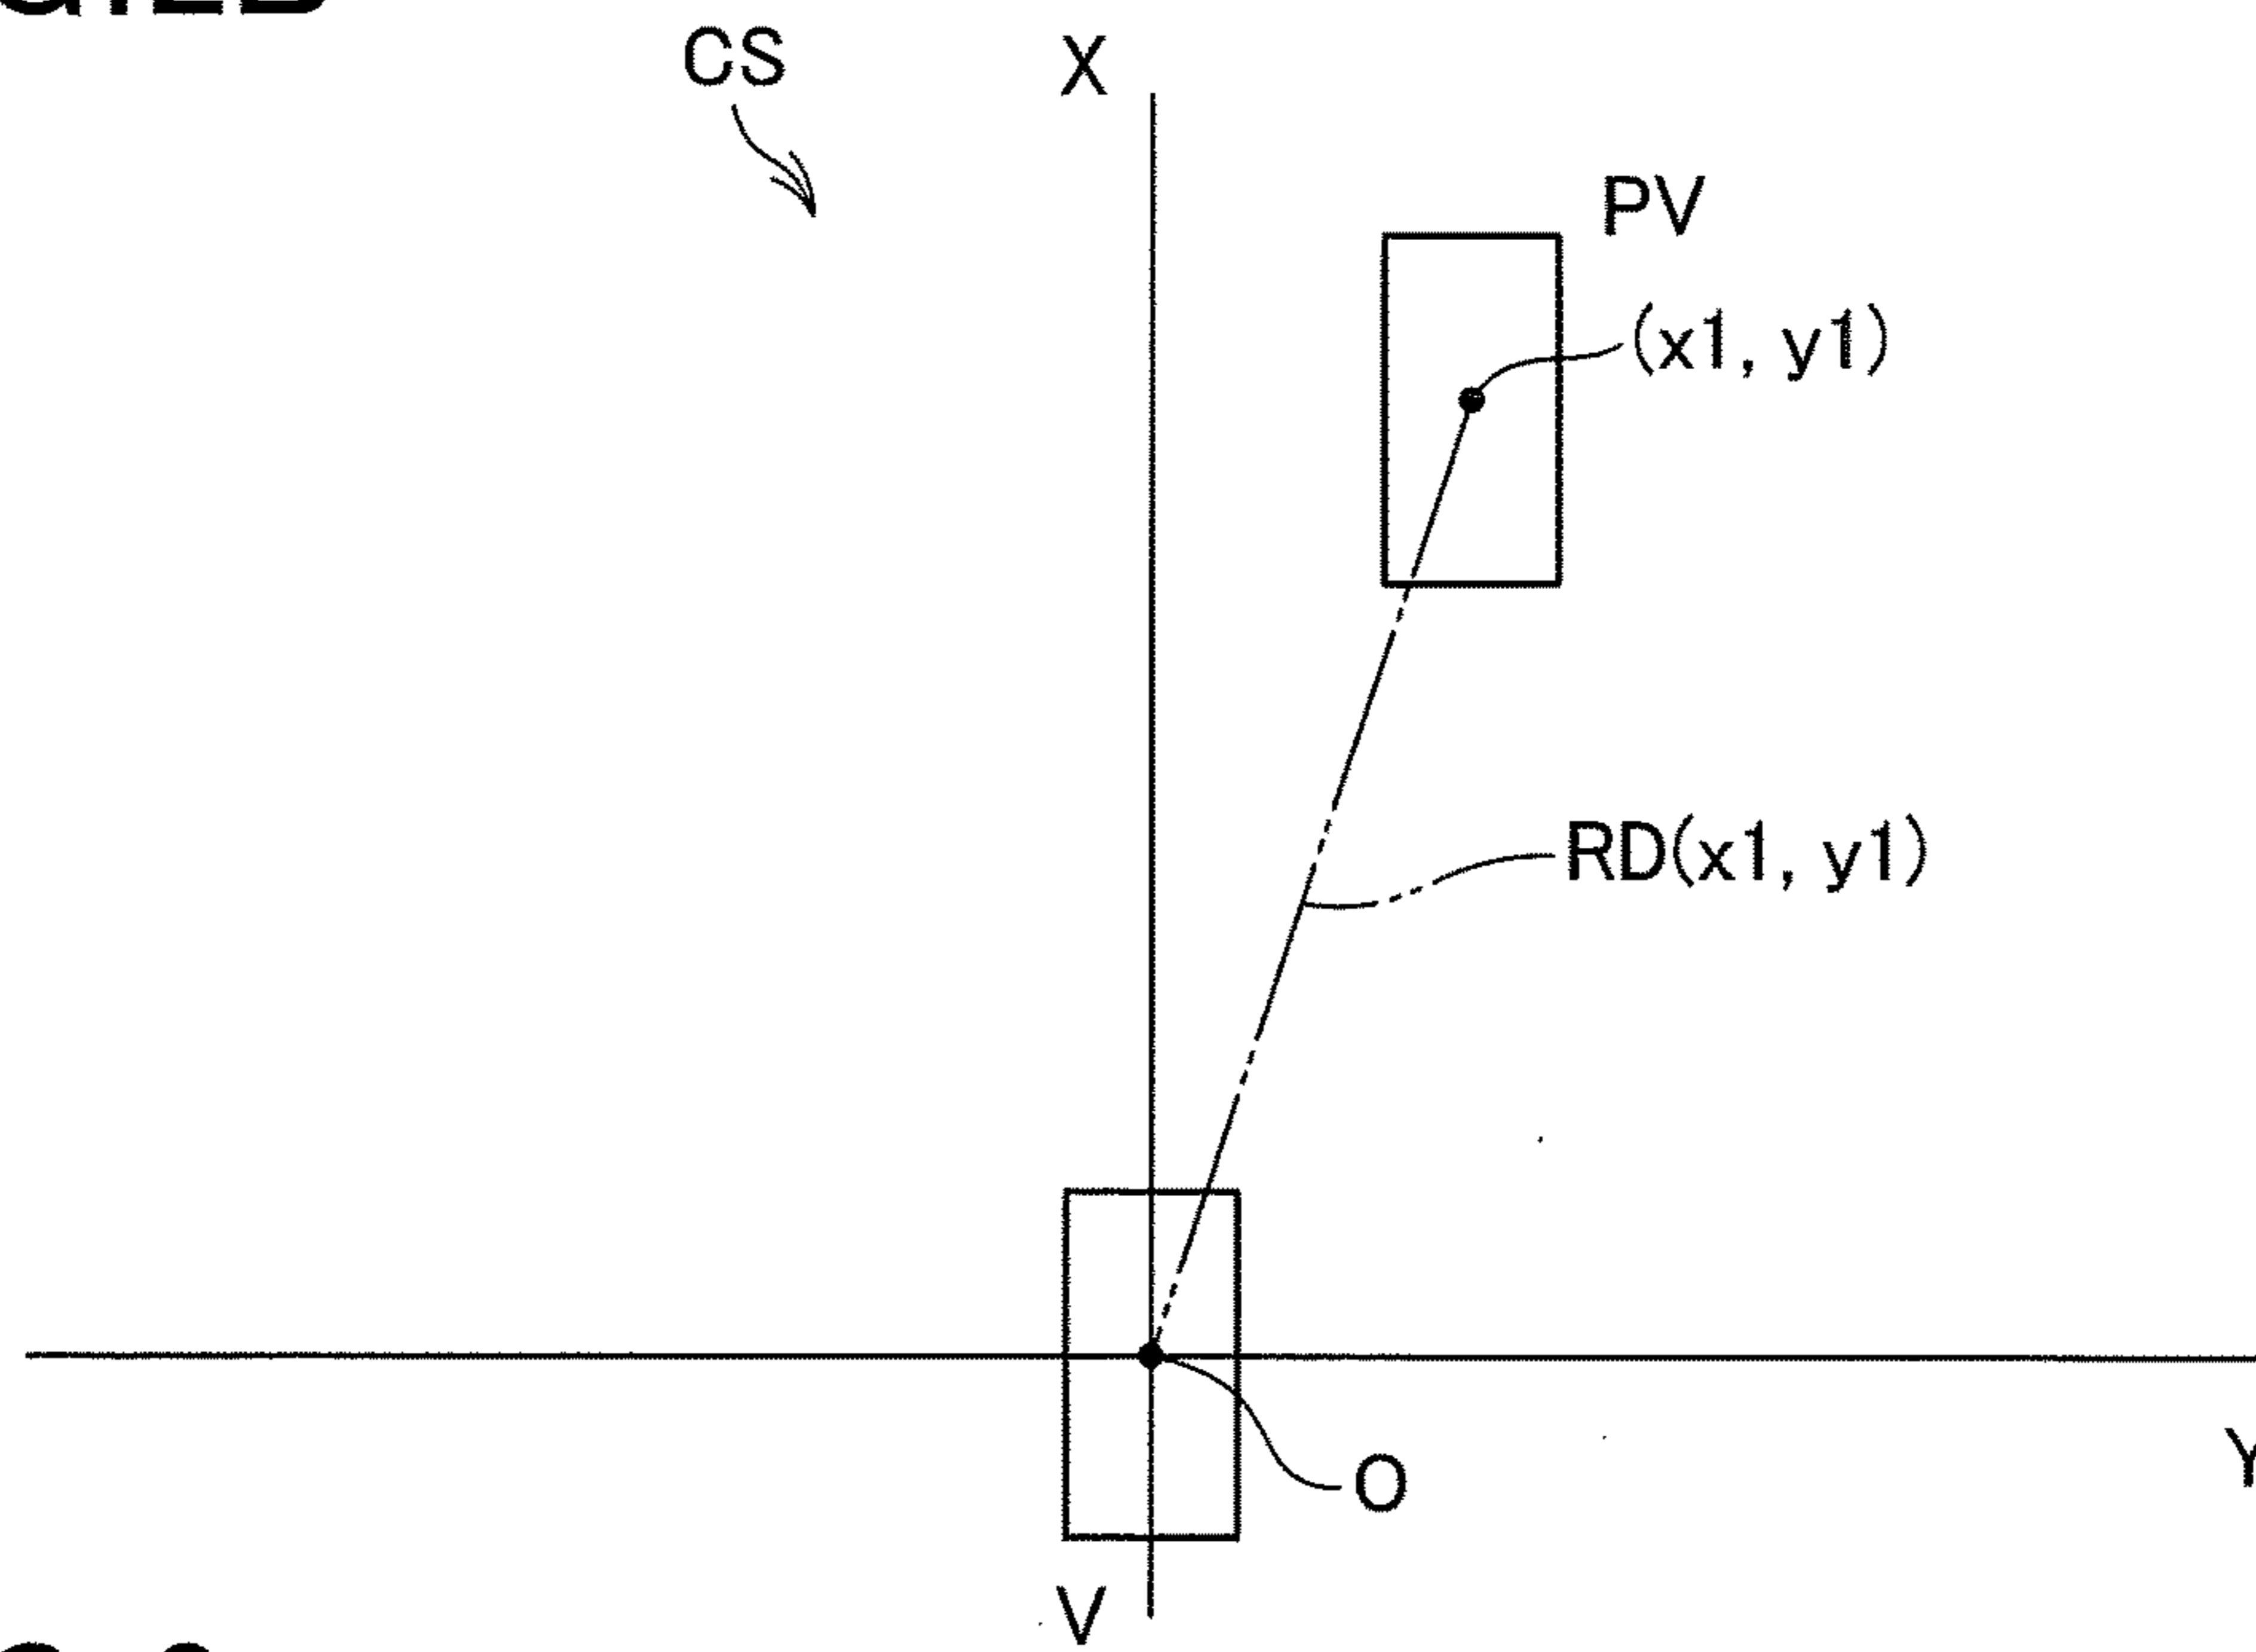 CS
X
PV
(x1, y1)
RD(x1, y1)
O
Y
V